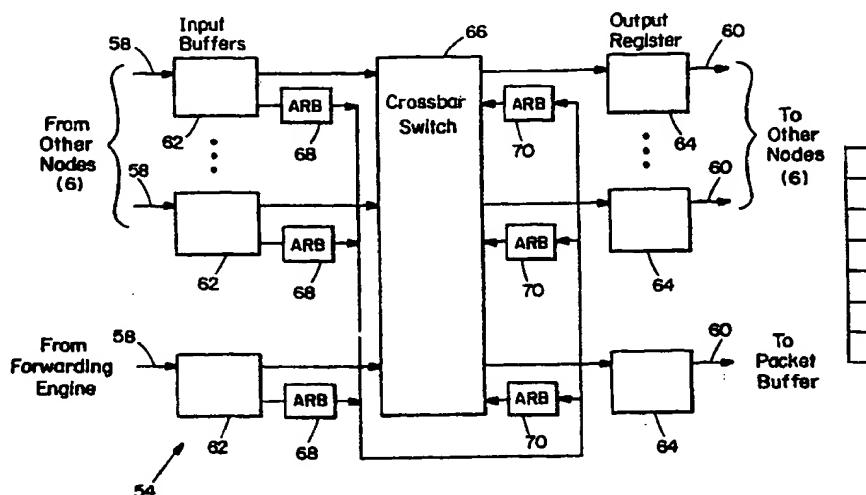 Input
Buffers
66
Output
Register
60
58
ARB
Crossbar
Switch
ARB
From
Other
Nodes
(6)
62
68
70
64
To
Other
Nodes
(6)
58
60
ARB
ARB
62
68
70
64
From
Forwarding
Engine
58
60
To
Packet
Buffer
ARB
ARB
62
68
70
64
54